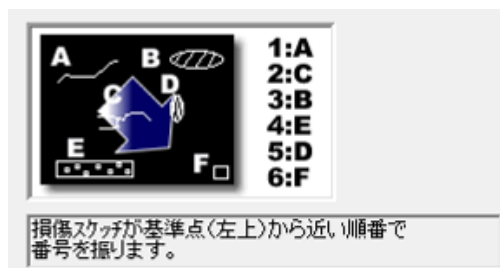 A
B
C
D
E
F
1:A
2:C
3:B
4:E
5:D
6:F
損傷スケッチが基準点(左上)から近い順番で
番号を振ります。